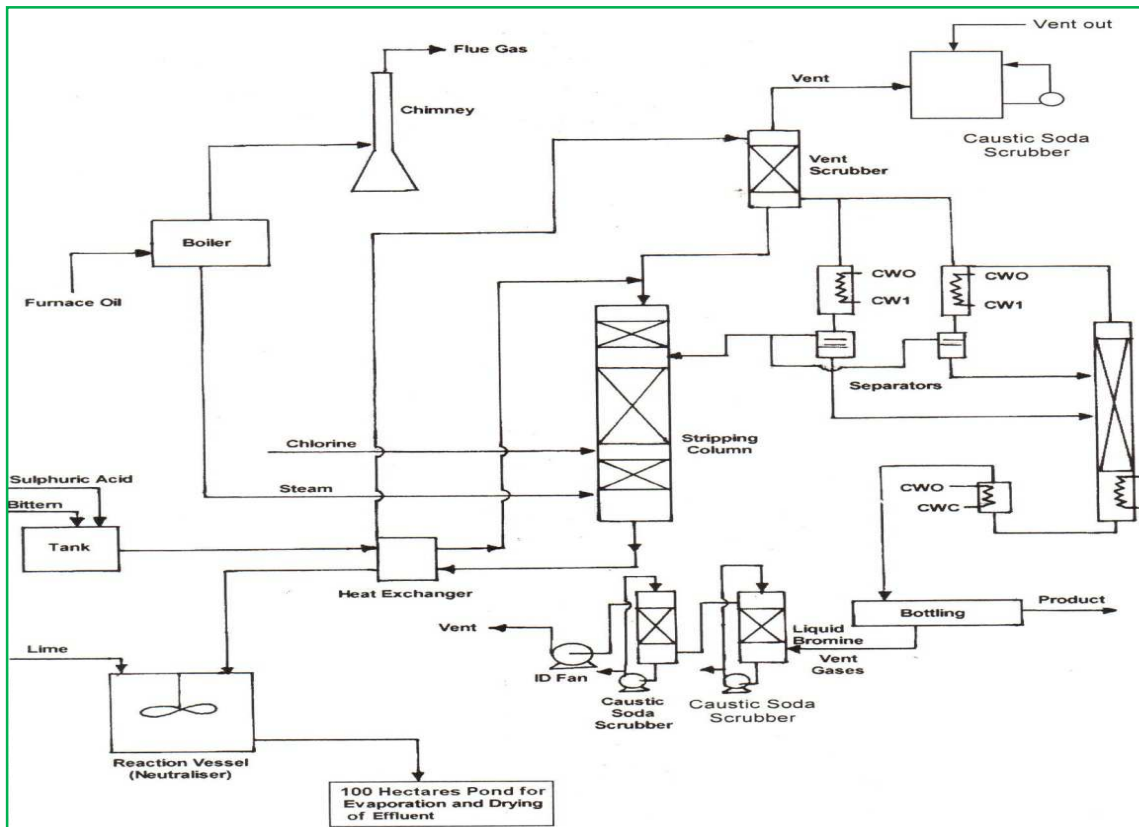 Vent out
Flue Gas
Vent
Chimney
Caustic Soda
Scrubber
Vent
Scrubber
Boiler
Furnace Oil
CWO
CW1
CWO
CW1
Separators
Stripping
Column
Chlorine
Steam
Sulphuric Acid
Bittern
Tank
Heat Exchanger
CWO
CWC
Bottling
Product
Liquid
Bromine
Vent
Gases
Vent
ID Fan
Caustic
Soda
Scrubber
Caustic Soda
Scrubber
Lime
Reaction Vessel
(Neutraliser)
100 Hectares Pond for
Evaporation and Drying
of Effluent